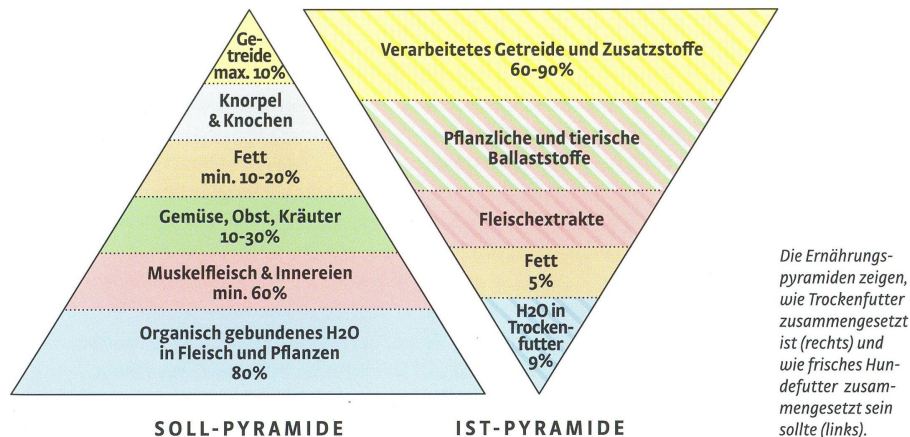 Ge-
treide
max. 10%
Knorpel
& Knochen
Fett
min. 10-20%
Gemüse, Obst, Kräuter
10-30%
Muskelfleisch & Innereien
min. 60%
Organisch gebundenes H2O
in Fleisch und Pflanzen
80%
SOLL-PYRAMIDE
Verarbeitetes Getreide und Zusatzstoffe
60-90%
Pflanzliche und tierische
Ballaststoffe
Fleischextrakte
Fett
5%
H2O in
Trocken-
futter
9%
IST-PYRAMIDE
Die Ernährungs-
pyramiden zeigen,
wie Trockenfutter
zusammengesetzt
ist (rechts) und
wie frisches Hun-
defutter zusam-
mengesetzt sein
sollte (links).